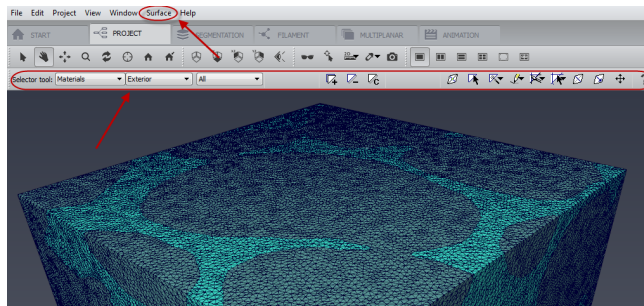 File Edit Project View Window Surface Help
START PROJECT SEGMENTATION FILAMENT MULTIPLANAR ANIMATION
Selector tool: Materials Exterior All